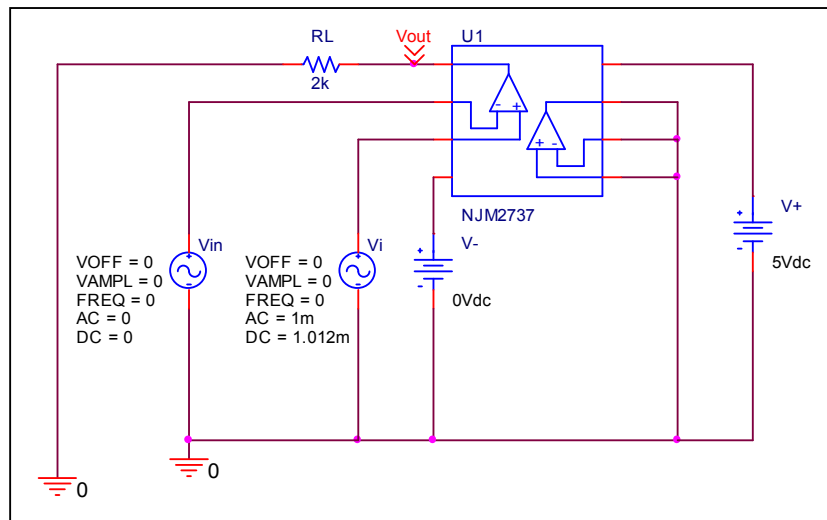 RL
2k
Vout
U1
NJM2737
Vin
VOFF = 0
VAMPL = 0
FREQ = 0
AC = 0
DC = 0
Vi
VOFF = 0
VAMPL = 0
FREQ = 0
AC = 1m
DC = 1.012m
V-
0Vdc
V+
5Vdc
0
0